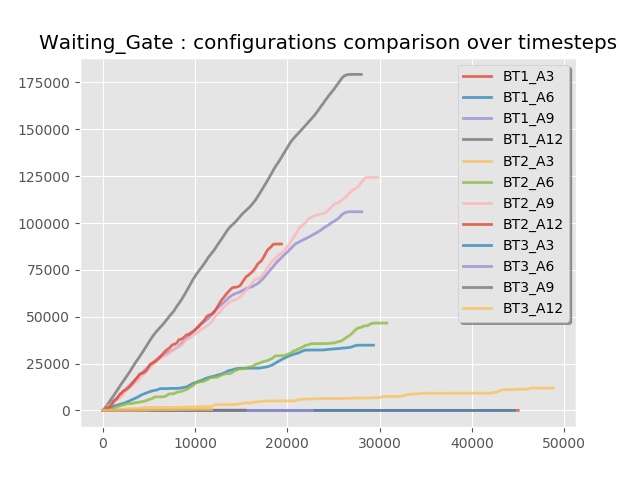 Waiting_Gate : configurations comparison over timesteps
175000
150000
125000
100000
75000
50000
25000
0
0 10000 20000 30000 40000 50000
BT1_A3
BT1_A6
BT1_A9
BT1_A12
BT2_A3
BT2_A6
BT2_A9
BT2_A12
BT3_A3
BT3_A6
BT3_A9
BT3_A12